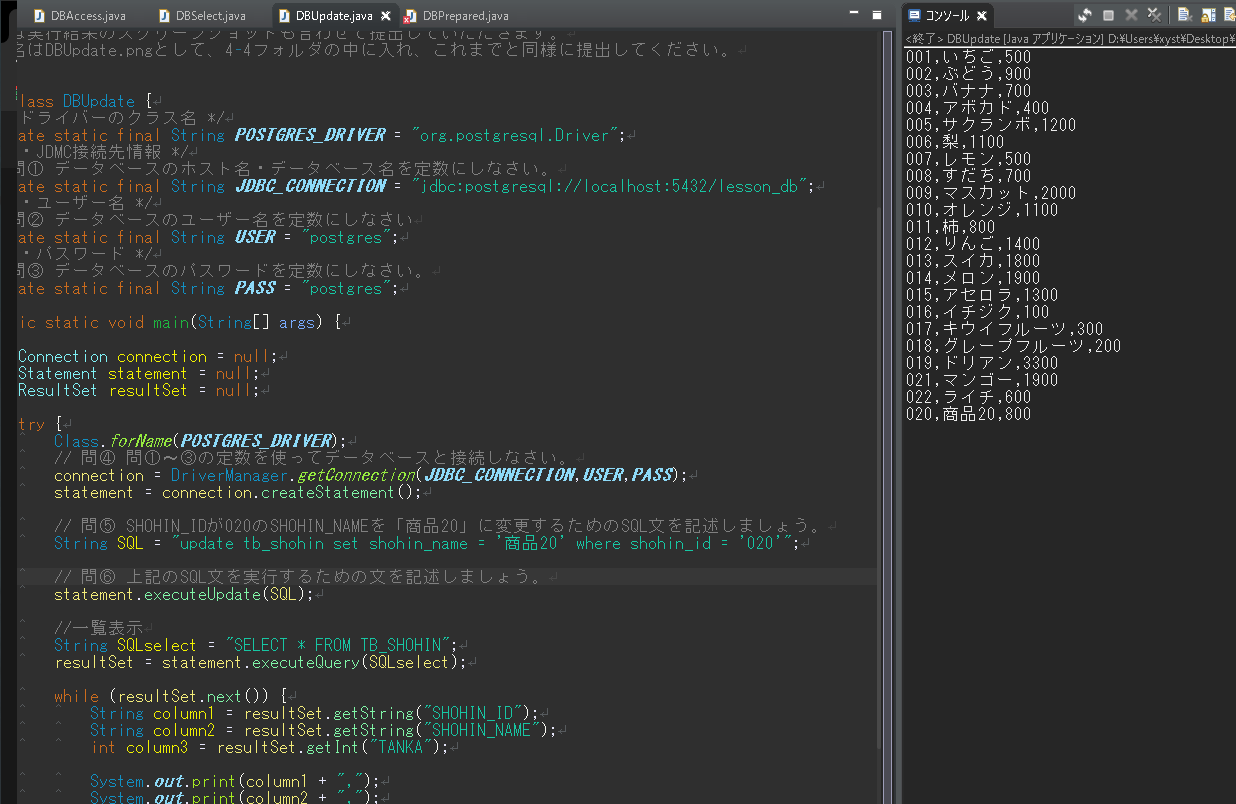 DBAccess.java DBSelect.java DBUpdate.java DBPrepared.java
は実行結果のスクリーンショットも合わせて提出していただきます。
名はDBUpdate.pngとして、4-4フォルダの中に入れ、これまでと同様に提出してください。
lass DBUpdate {
ドライバーのクラス名 */
ate static final String POSTGRES_DRIVER = "org.postgresql.Driver";
・JDMC接続先情報 */
問① データベースのホスト名・データベース名を定数にしなさい。
ate static final String JDBC_CONNECTION = "jdbc:postgresql://localhost:5432/lesson_db";
・ユーザー名 */
問② データベースのユーザー名を定数にしなさい
ate static final String USER = "postgres";
・パスワード */
問③ データベースのパスワードを定数にしなさい。
ate static final String PASS = "postgres";
ic static void main(String[] args) {
Connection connection = null;
Statement statement = null;
ResultSet resultSet = null;
try {
Class.forName(POSTGRES_DRIVER);
// 問④ 問①～③の定数を使ってデータベースと接続しなさい。
connection = DriverManager.getConnection(JDBC_CONNECTION,USER,PASS);
statement = connection.createStatement();
// 問⑤ SHOHIN_IDが020のSHOHIN_NAMEを「商品20」に変更するためのSQL文を記述しましょう。
String SQL = "update tb_shohin set shohin_name = '商品20' where shohin_id = '020'";
// 問⑥ 上記のSQL文を実行するための文を記述しましょう。
statement.executeUpdate(SQL);
//一覧表示
String SQLselect = "SELECT * FROM TB_SHOHIN";
resultSet = statement.executeQuery(SQLselect);
while (resultSet.next()) {
String column1 = resultSet.getString("SHOHIN_ID");
String column2 = resultSet.getString("SHOHIN_NAME");
int column3 = resultSet.getInt("TANKA");
System.out.print(column1 + ",");
System.out.print(column2 + ",");
コンソール
<終了> DBUpdate [Java アプリケーション] D:¥Users¥xyst¥Desktop¥
001,いちご,500
002,ぶどう,900
003,バナナ,700
004,アボカド,400
005,サクランボ,1200
006,梨,1100
007,レモン,500
008,すだち,700
009,マスカット,2000
010,オレンジ,1100
011,柿,800
012,りんご,1400
013,スイカ,1800
014,メロン,1900
015,アセロラ,1300
016,イチジク,100
017,キウイフルーツ,300
018,グレープフルーツ,200
019,ドリアン,3300
021,マンゴー,1900
022,ライチ,600
020,商品20,800